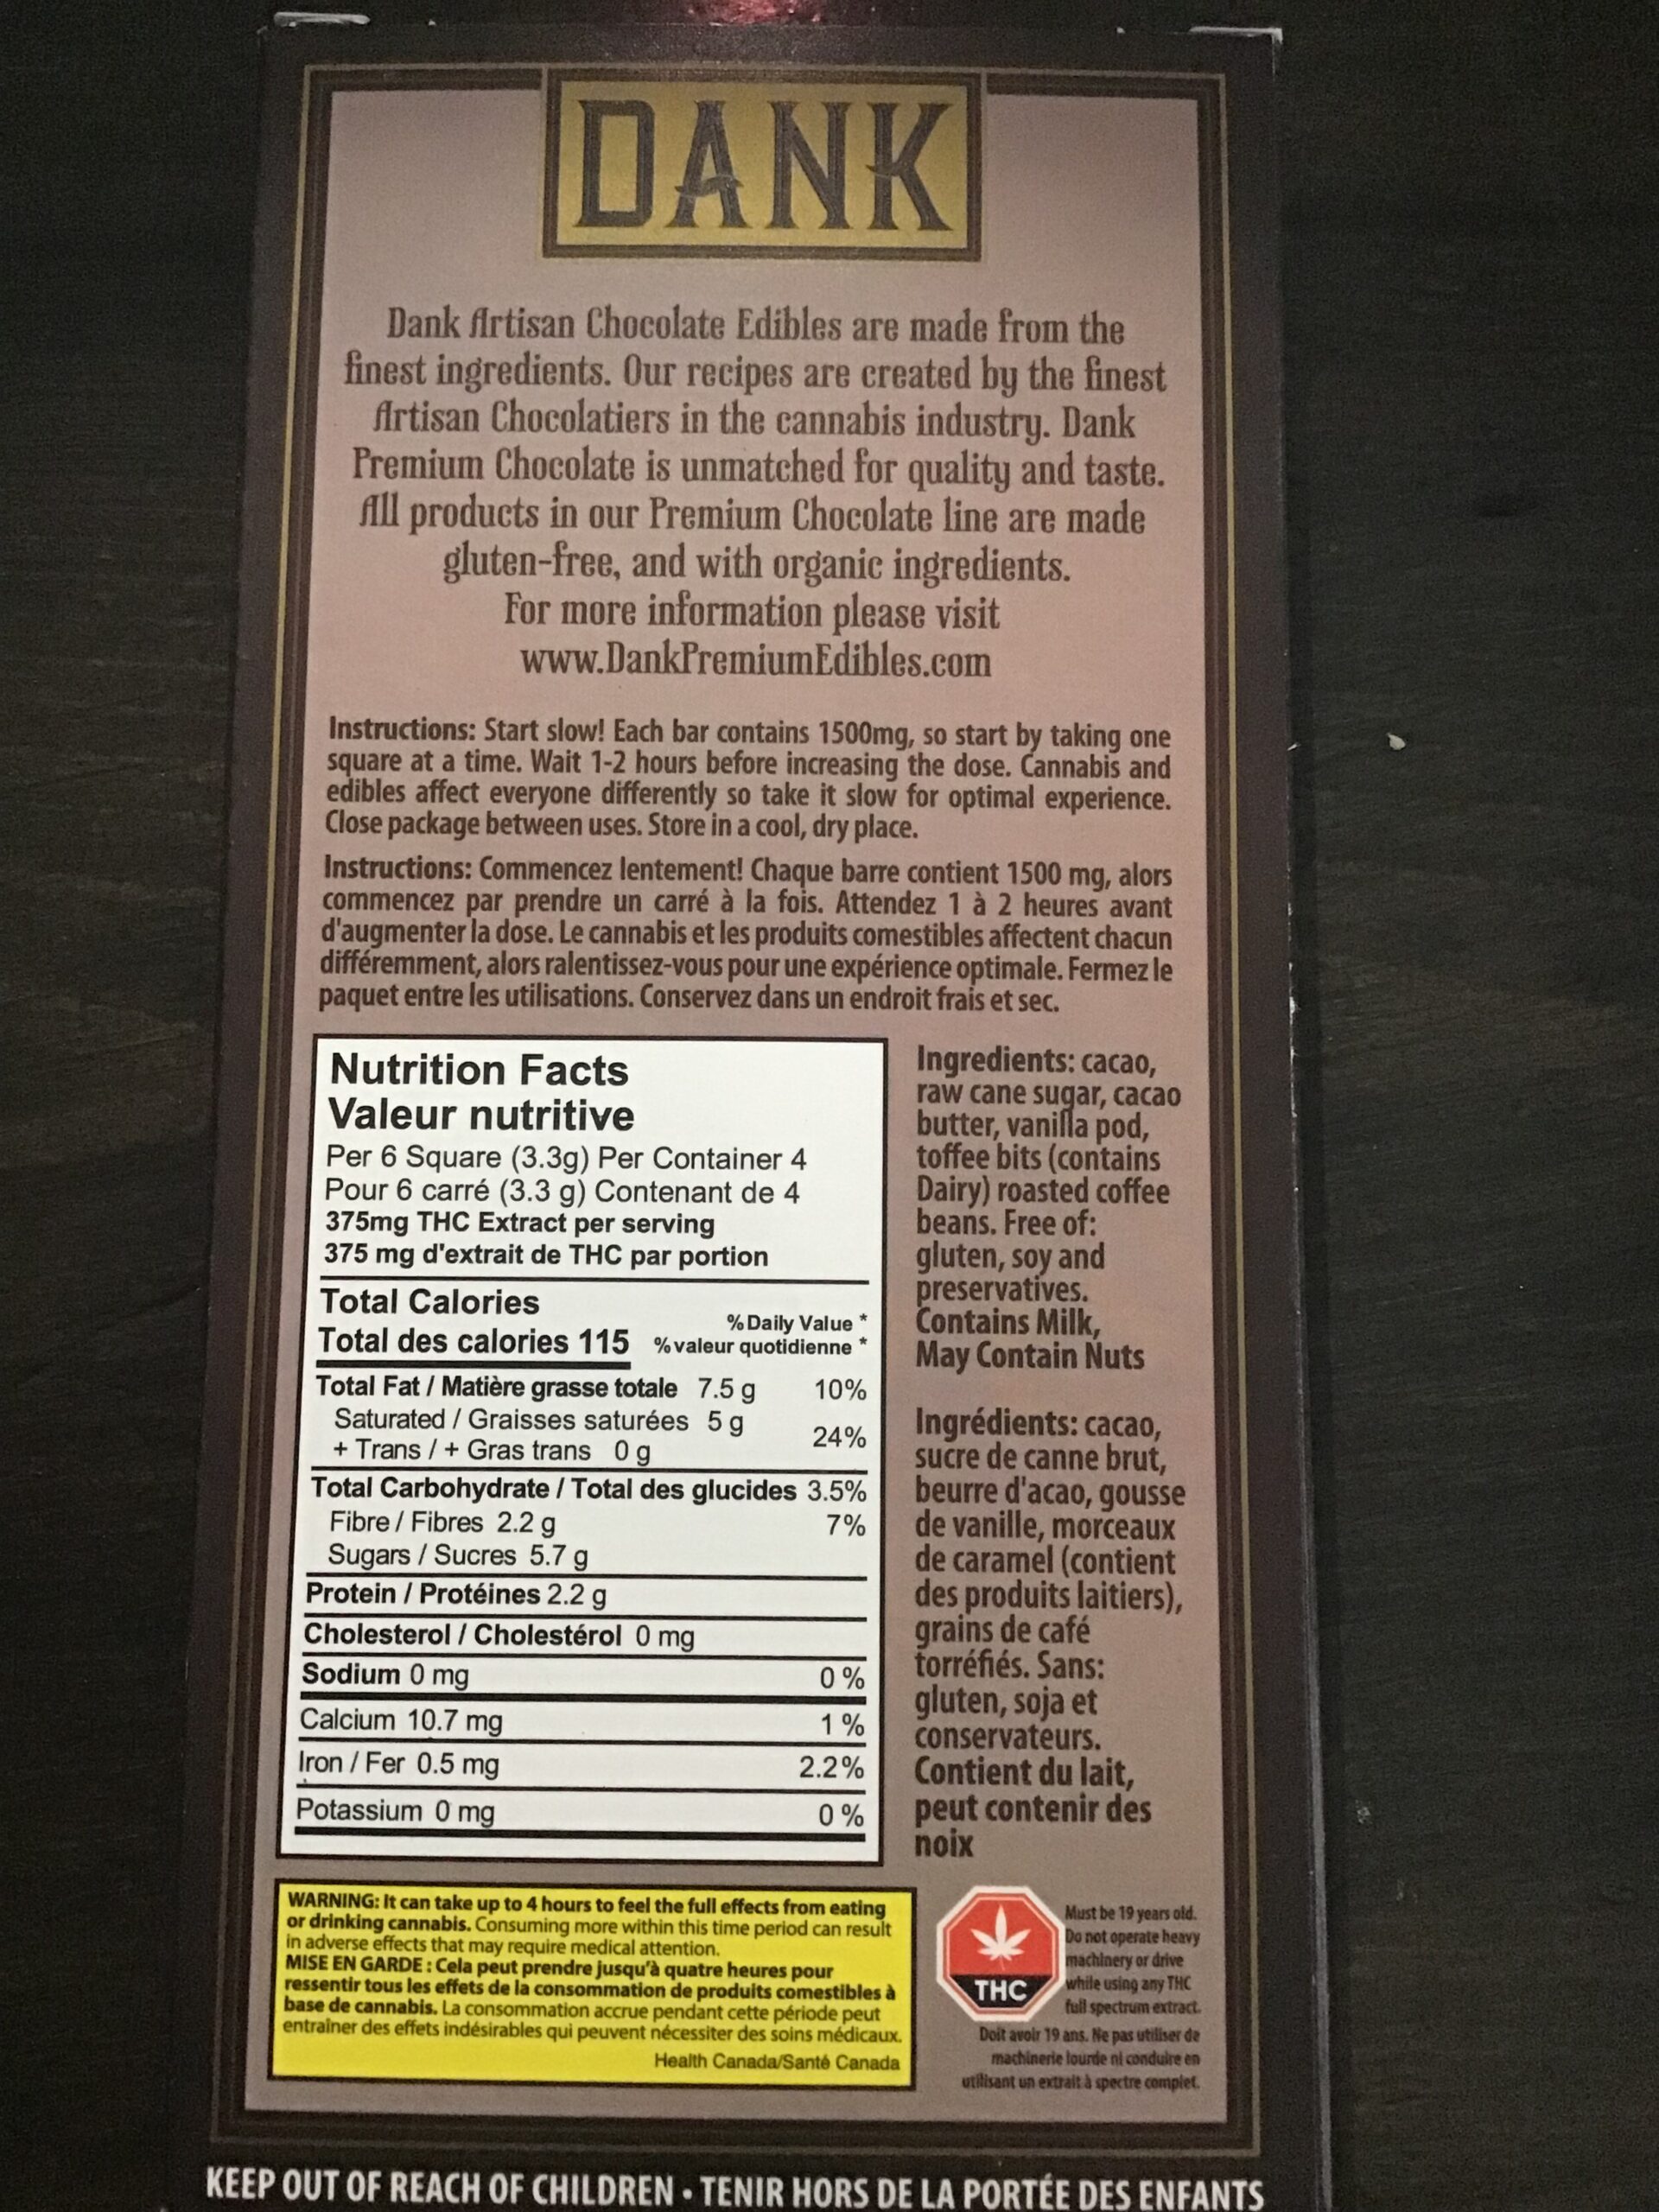 DANK
Dank Artisan Chocolate Edibles are made from the
finest ingredients. Our recipes are created by the finest
Artisan Chocolatiers in the cannabis industry. Dank
Premium Chocolate is unmatched for quality and taste.
All products in our Premium Chocolate line are made
gluten-free, and with organic ingredients.
For more information please visit
www.DankPremiumEdibles.com
Instructions: Start slow! Each bar contains 1500mg, so start by taking one
square at a time. Wait 1-2 hours before increasing the dose. Cannabis and
edibles affect everyone differently so take it slow for optimal experience.
Close package between uses. Store in a cool, dry place.
Instructions: Commencez lentement! Chaque barre contient 1500 mg, alors
commencez par prendre un carré à la fois. Attendez 1 à 2 heures avant
d'augmenter la dose. Le cannabis et les produits comestibles affectent chacun
différemment, alors ralentissez-vous pour une expérience optimale. Fermez le
paquet entre les utilisations. Conservez dans un endroit frais et sec.
Nutrition Facts
Valeur nutritive
Per 6 Square (3.3g) Per Container 4
Pour 6 carré (3.3 g) Contenant de 4
375mg THC Extract per serving
375 mg d'extrait de THC par portion
Total Calories
% Daily Value *
Total des calories 115 % valeur quotidienne *
Total Fat / Matière grasse totale 7.5 g 10%
Saturated / Graisses saturées 5 g
24%
+ Trans / + Gras trans 0 g
Total Carbohydrate / Total des glucides 3.5%
Fibre / Fibres 2.2 g 7%
Sugars / Sucres 5.7 g
Protein / Protéines 2.2 g
Cholesterol / Cholestérol 0 mg
Sodium 0 mg 0 %
Calcium 10.7 mg 1 %
Iron / Fer 0.5 mg 2.2%
Potassium 0 mg 0 %
Ingredients: cacao,
raw cane sugar, cacao
butter, vanilla pod,
toffee bits (contains
Dairy) roasted coffee
beans. Free of:
gluten, soy and
preservatives.
Contains Milk,
May Contain Nuts
Ingrédients: cacao,
sucre de canne brut,
beurre d'acao, gousse
de vanille, morceaux
de caramel (contient
des produits laitiers),
grains de café
torréfiés. Sans:
gluten, soja et
conservateurs.
Contient du lait,
peut contenir des
noix
WARNING: It can take up to 4 hours to feel the full effects from eating
or drinking cannabis. Consuming more within this time period can result
in adverse effects that may require medical attention.
MISE EN GARDE : Cela peut prendre jusqu'à quatre heures pour
ressentir tous les effets de la consommation de produits comestibles à
base de cannabis. La consommation accrue pendant cette période peut
entraîner des effets indésirables qui peuvent nécessiter des soins médicaux.
Health Canada/Santé Canada
THC
Must be 19 years old.
Do not operate heavy
machinery or drive
while using any THC
full spectrum extract.
Doit avoir 19 ans. Ne pas utiliser de
machinerie lourde ni conduire en
utilisant un extrait à spectre complet.
KEEP OUT OF REACH OF CHILDREN • TENIR HORS DE LA PORTÉE DES ENFANTS